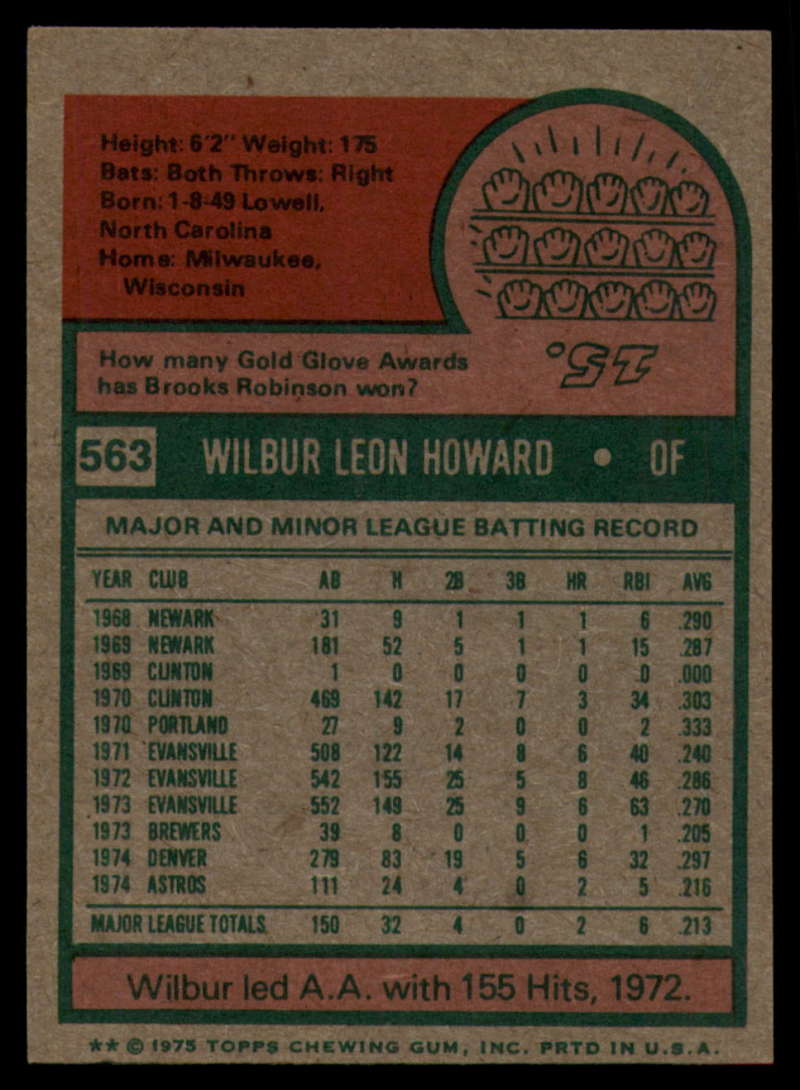 Height: 6'2" Weight: 175
Bats: Both Throws: Right
Born: 1-8-49 Lowell,
North Carolina
Home: Milwaukee,
Wisconsin
How many Gold Glove Awards
has Brooks Robinson won?
15.
563 WILBUR LEON HOWARD • OF
MAJOR AND MINOR LEAGUE BATTING RECORD
YEAR CLUB AB H 2B 3B HR RBI AVG
1968 NEWARK 31 9 1 1 1 6 .290
1969 NEWARK 181 52 5 1 1 15 .287
1969 CLINTON 1 0 0 0 0 0 .000
1970 CLINTON 469 142 17 7 3 34 .303
1970 PORTLAND 27 9 2 0 0 2 .333
1971 EVANSVILLE 508 122 14 8 6 40 .240
1972 EVANSVILLE 542 155 25 5 8 46 .286
1973 EVANSVILLE 552 149 25 9 6 63 .270
1973 BREWERS 39 8 0 0 0 1 .205
1974 DENVER 279 83 19 5 6 32 .297
1974 ASTROS 111 24 4 0 2 5 .216
MAJOR LEAGUE TOTALS 150 32 4 0 2 6 .213
Wilbur led A.A. with 155 Hits, 1972.
** © 1975 TOPPS CHEWING GUM, INC. PRTD IN U.S.A.